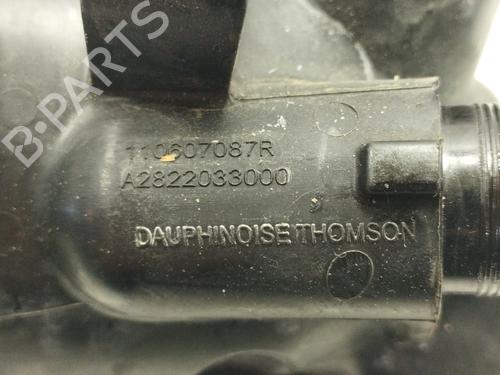 B-PARTS
110607087R
A2822033000
DAUPHINOISE THOMSON